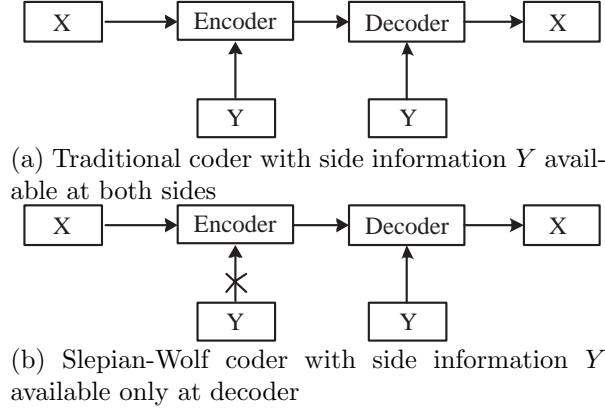 X Encoder Decoder X
Y Y
(a) Traditional coder with side information Y avail-
able at both sides
X Encoder Decoder X
Y Y
(b) Slepian-Wolf coder with side information Y
available only at decoder